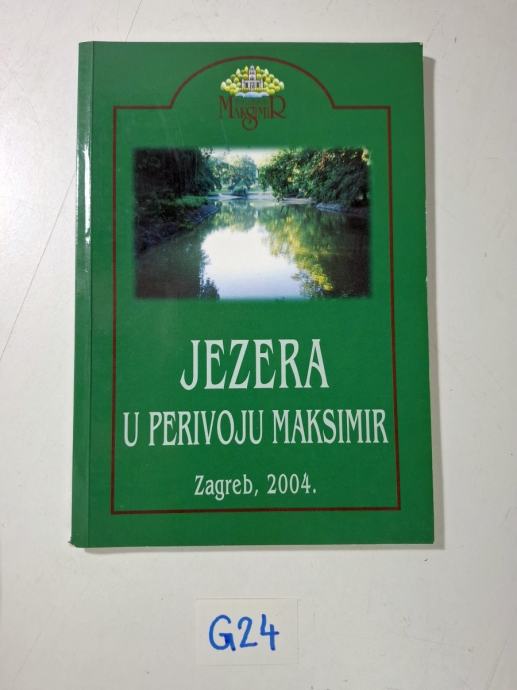 MAKSIMIR
JEZERA
U PERIVOJU MAKSIMIR
Zagreb, 2004.
G24